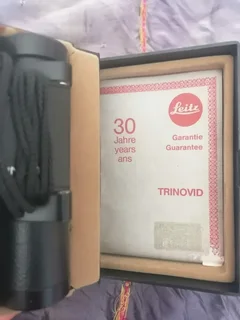 Leitz
30
Jahre
years
ans
Garantie
Guarantee
TRINOVID